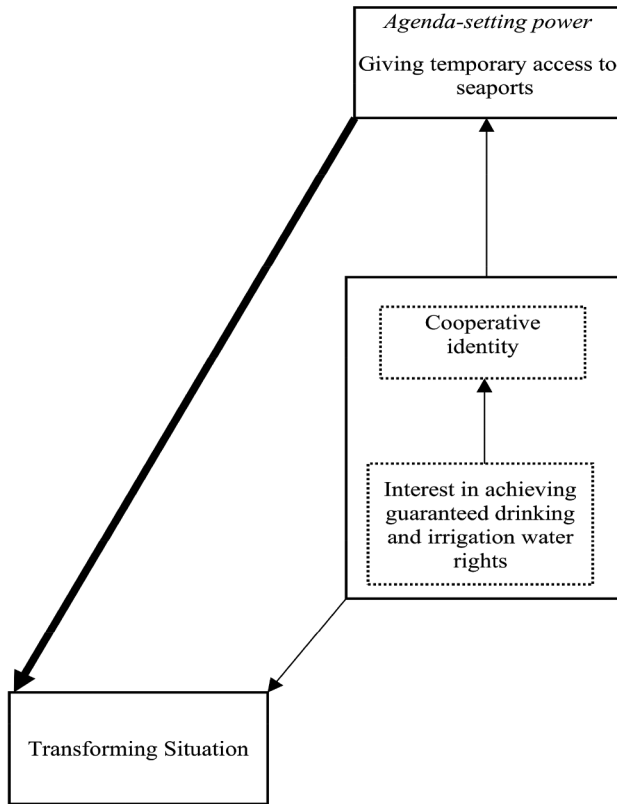 Agenda-setting power
Giving temporary access to
seaports
Cooperative
identity
Interest in achieving
guaranteed drinking
and irrigation water
rights
Transforming Situation